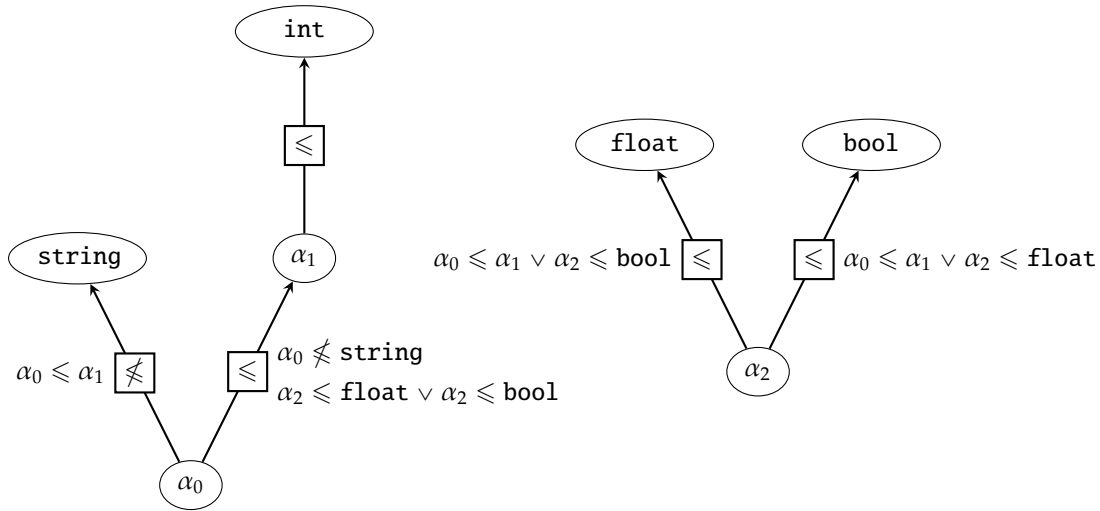 int
⩽
string
α₁
α₀ ⩽ α₁
≰
⩽
α₀ ≰ string
α₂ ⩽ float ∨ α₂ ⩽ bool
α₀
float
bool
α₀ ⩽ α₁ ∨ α₂ ⩽ bool
⩽
⩽
α₀ ⩽ α₁ ∨ α₂ ⩽ float
α₂